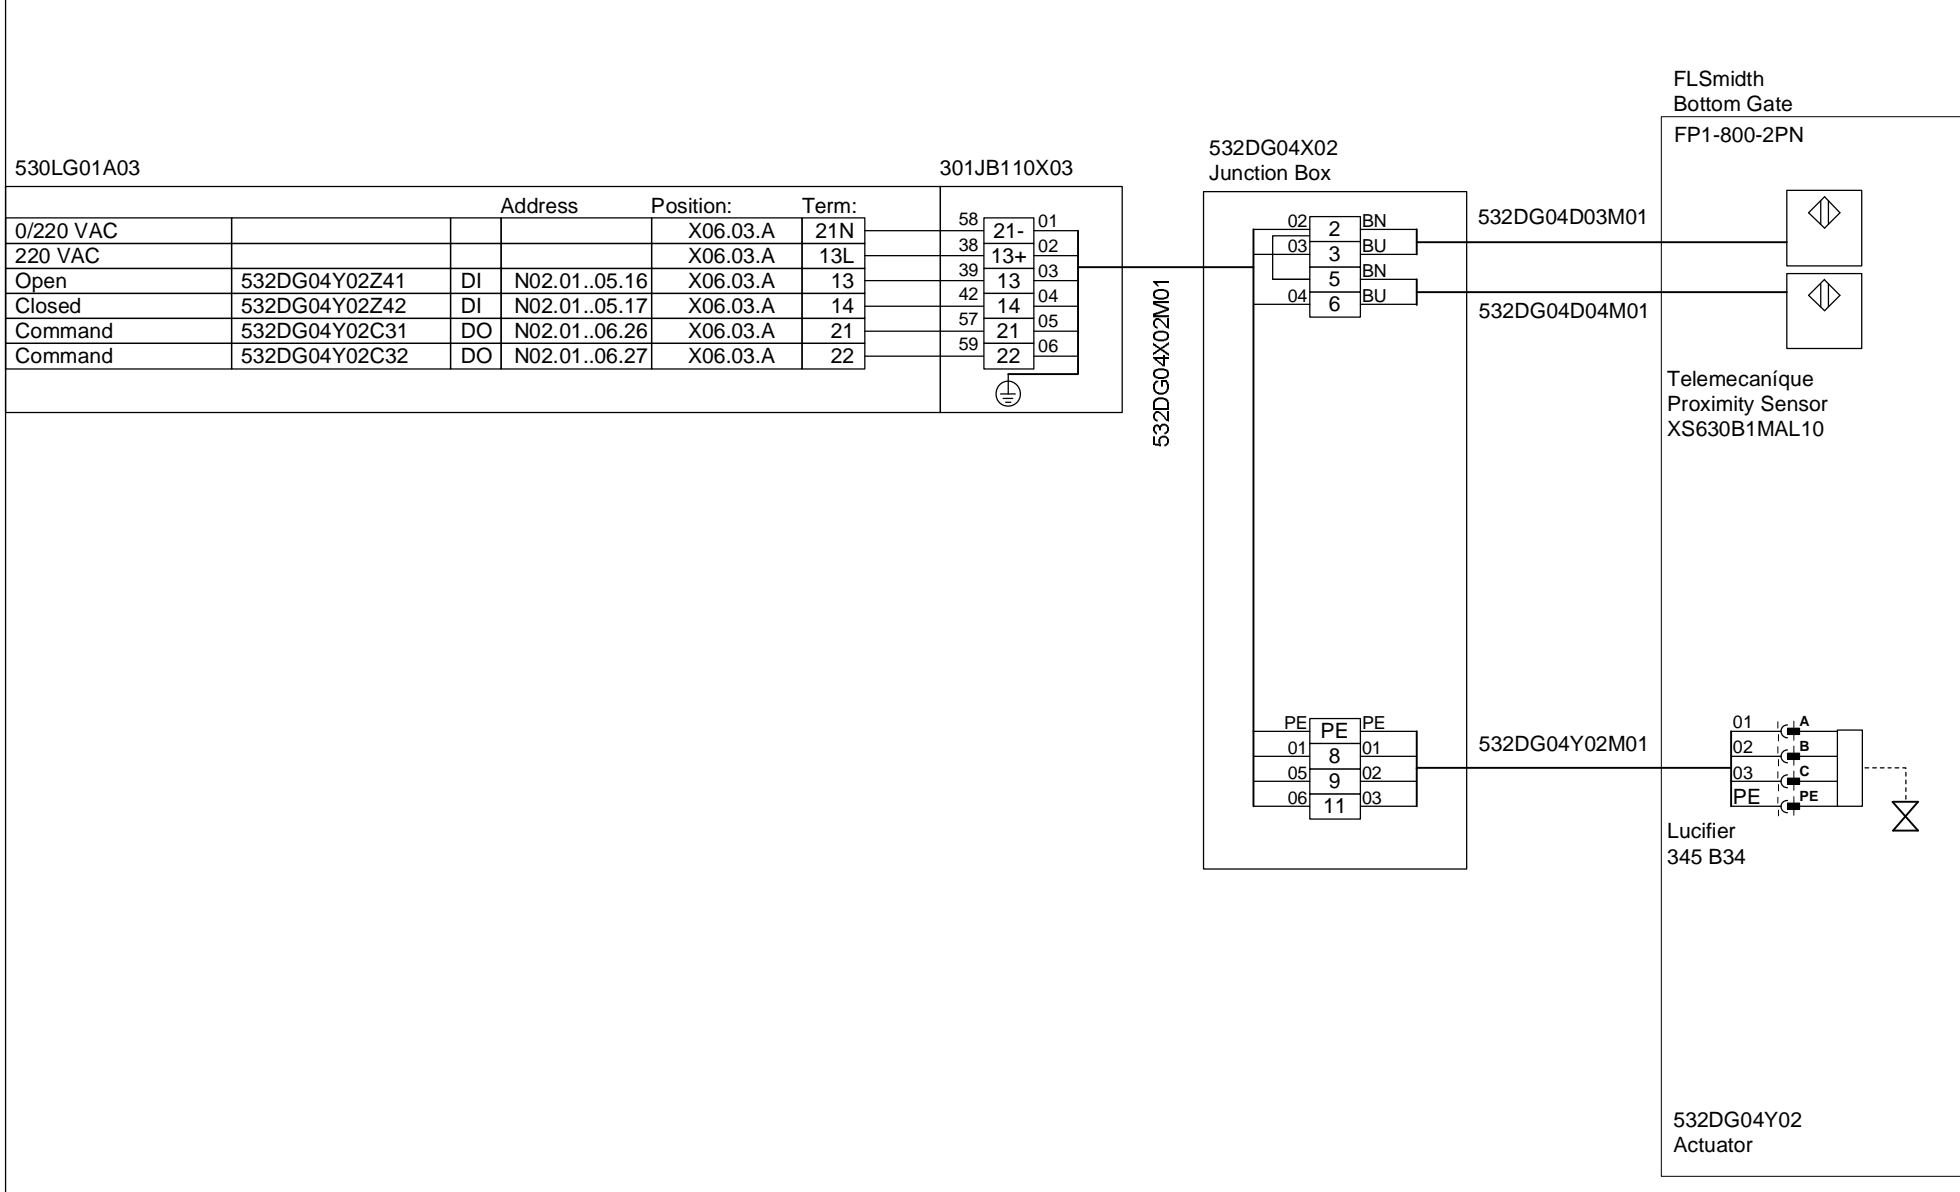 FLSmidth
Bottom Gate
FP1-800-2PN
532DG04X02
Junction Box
530LG01A03
301JB110X03
Address Position: Term:
0/220 VAC X06.03.A 21N 58 21- 01
220 VAC X06.03.A 13L 38 13+ 02
Open 532DG04Y02Z41 DI N02.01..05.16 X06.03.A 13 39 13 03
Closed 532DG04Y02Z42 DI N02.01..05.17 X06.03.A 14 42 14 04
Command 532DG04Y02C31 DO N02.01..06.26 X06.03.A 21 57 21 05
Command 532DG04Y02C32 DO N02.01..06.27 X06.03.A 22 59 22 06
532DG04X02M01
02 2 BN
03 3 BU
5 BN
04 6 BU
532DG04D03M01
532DG04D04M01
Telemecaníque
Proximity Sensor
XS630B1MAL10
PE PE PE
01 8 01
05 9 02
06 11 03
532DG04Y02M01
01 A
02 B
03 C
PE PE
Lucifier
345 B34
532DG04Y02
Actuator